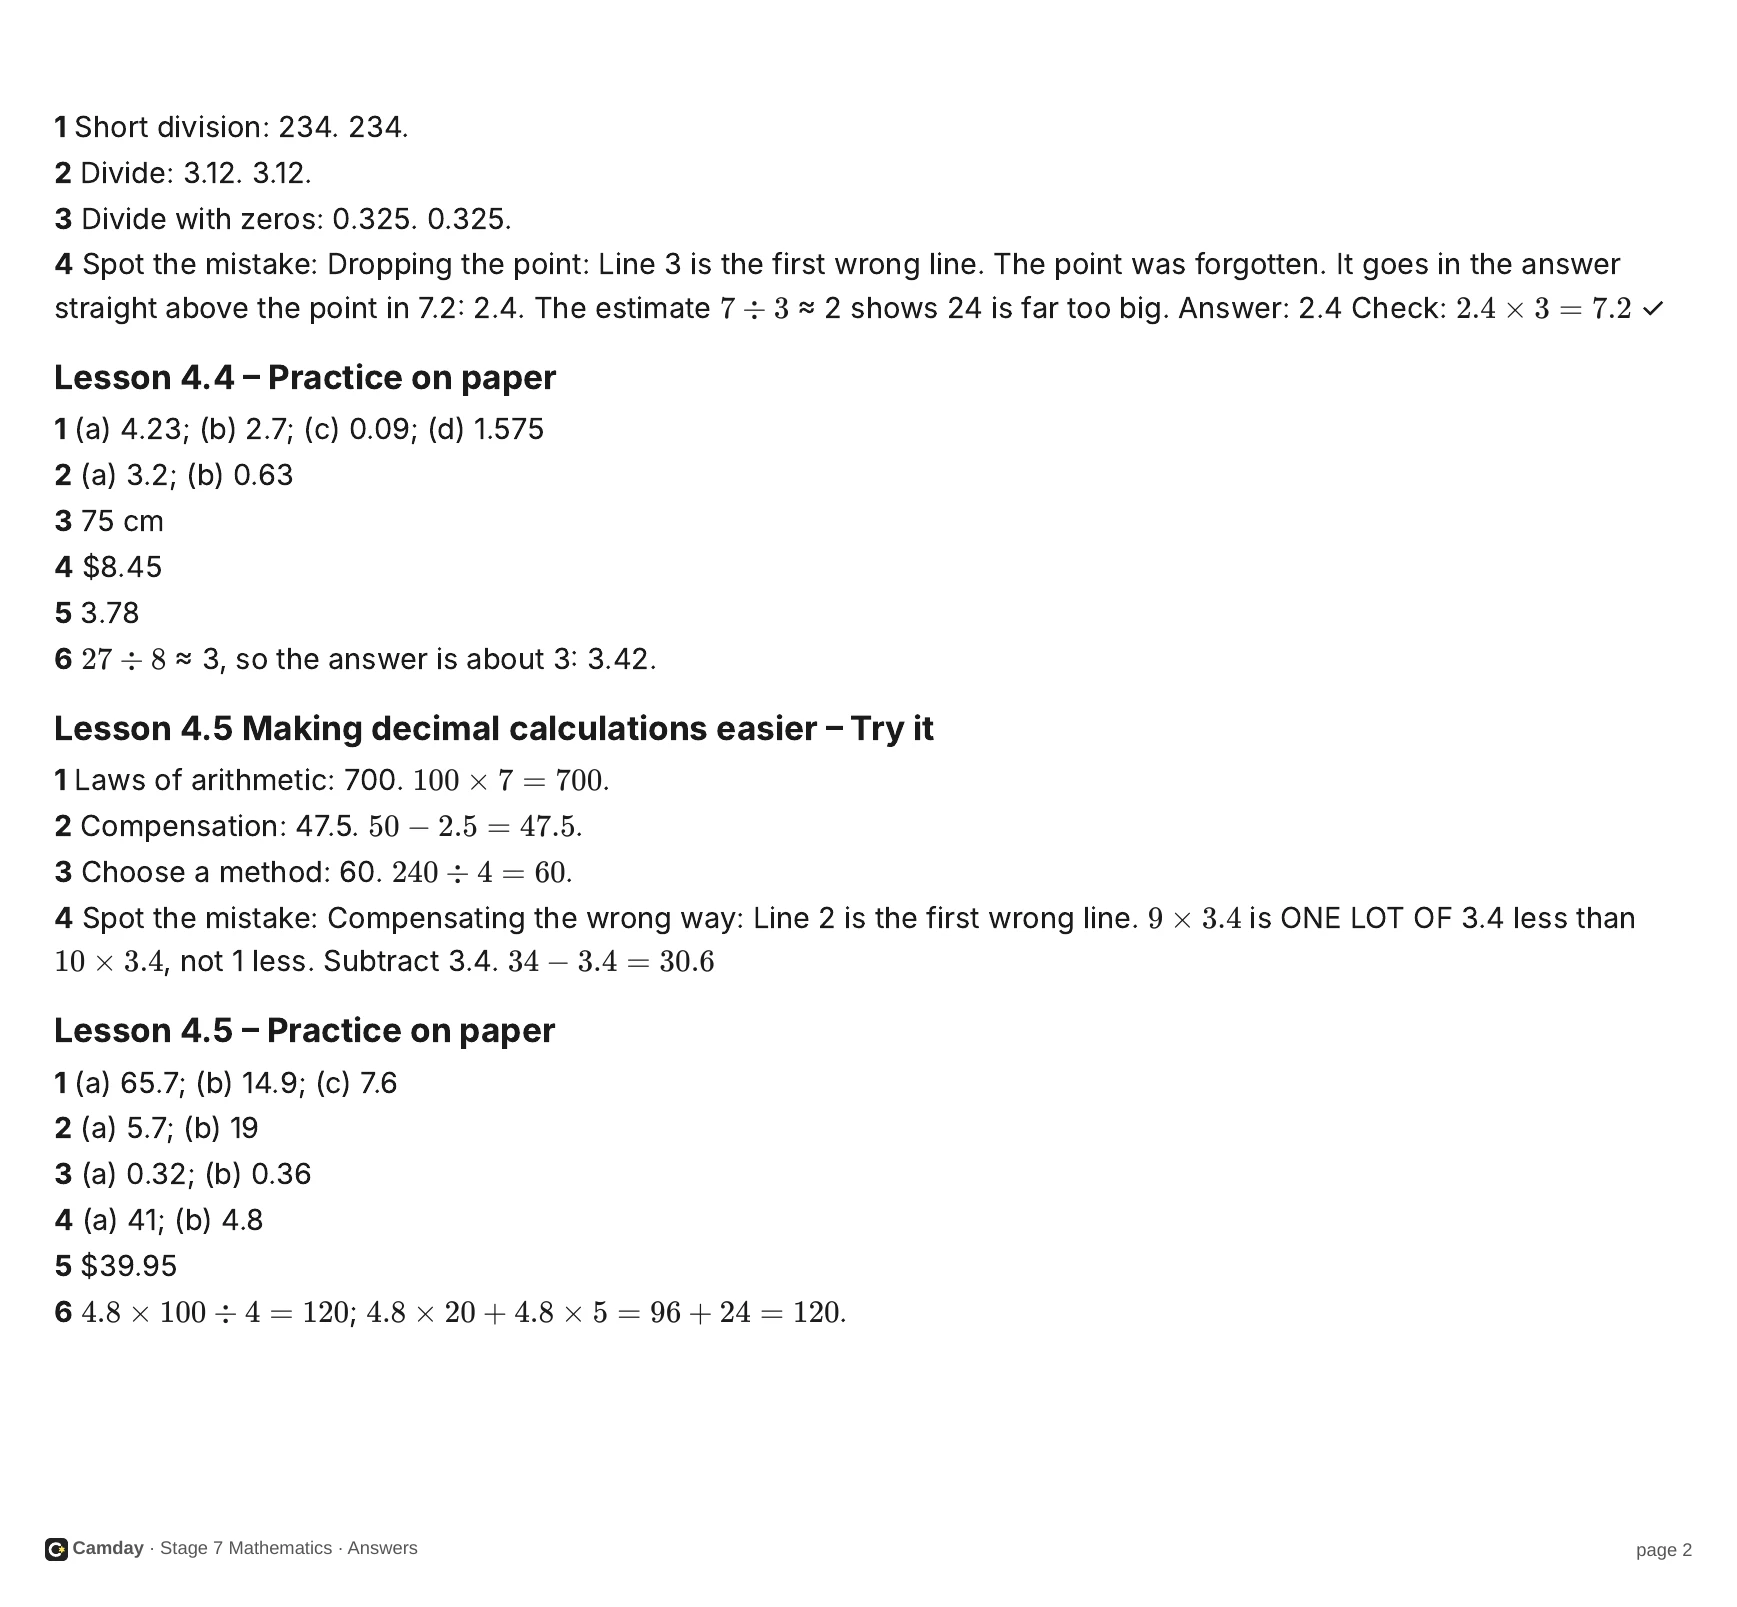 1 Short division: 234. 234.
2 Divide: 3.12. 3.12.
3 Divide with zeros: 0.325. 0.325.
4 Spot the mistake: Dropping the point: Line 3 is the first wrong line. The point was forgotten. It goes in the answer
straight above the point in 7.2: 2.4. The estimate 7 ÷ 3 ≈ 2 shows 24 is far too big. Answer: 2.4 Check: 2.4 × 3 = 7.2 ✓
Lesson 4.4 – Practice on paper
1 (a) 4.23; (b) 2.7; (c) 0.09; (d) 1.575
2 (a) 3.2; (b) 0.63
3 75 cm
4 $8.45
5 3.78
6 27 ÷ 8 ≈ 3, so the answer is about 3: 3.42.
Lesson 4.5 Making decimal calculations easier – Try it
1 Laws of arithmetic: 700. 100 × 7 = 700.
2 Compensation: 47.5. 50 − 2.5 = 47.5.
3 Choose a method: 60. 240 ÷ 4 = 60.
4 Spot the mistake: Compensating the wrong way: Line 2 is the first wrong line. 9 × 3.4 is ONE LOT OF 3.4 less than
10 × 3.4, not 1 less. Subtract 3.4. 34 − 3.4 = 30.6
Lesson 4.5 – Practice on paper
1 (a) 65.7; (b) 14.9; (c) 7.6
2 (a) 5.7; (b) 19
3 (a) 0.32; (b) 0.36
4 (a) 41; (b) 4.8
5 $39.95
6 4.8 × 100 ÷ 4 = 120; 4.8 × 20 + 4.8 × 5 = 96 + 24 = 120.
Camday · Stage 7 Mathematics · Answers
page 2